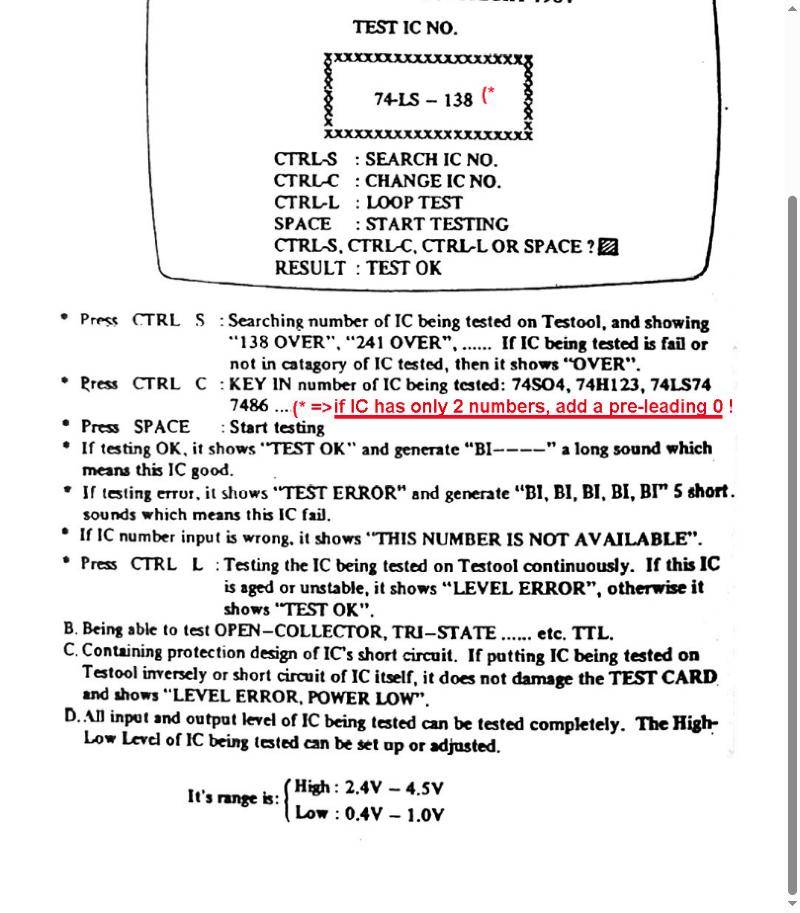 TEST IC NO.
XXXXXXXXXXXXXXXXXXXX
74-LS – 138 (*
XXXXXXXXXXXXXXXXXXXX
CTRL-S : SEARCH IC NO.
CTRL-C : CHANGE IC NO.
CTRL-L : LOOP TEST
SPACE : START TESTING
CTRL-S, CTRL-C, CTRL-L OR SPACE ?
RESULT : TEST OK
* Press CTRL S : Searching number of IC being tested on Testool, and showing
"138 OVER", "241 OVER", ...... If IC being tested is fail or
not in catagory of IC tested, then it shows "OVER".
* Press CTRL C : KEY IN number of IC being tested: 74SO4, 74H123, 74LS74
7486 ... (* =>if IC has only 2 numbers, add a pre-leading 0 !
* Press SPACE : Start testing
* If testing OK, it shows "TEST OK" and generate "BI–––––" a long sound which
means this IC good.
* If testing error, it shows "TEST ERROR" and generate "BI, BI, BI, BI, BI" 5 short.
sounds which means this IC fail.
* If IC number input is wrong, it shows "THIS NUMBER IS NOT AVAILABLE".
* Press CTRL L : Testing the IC being tested on Testool continuously. If this IC
is aged or unstable, it shows "LEVEL ERROR", otherwise it
shows "TEST OK".
B. Being able to test OPEN–COLLECTOR, TRI–STATE ...... etc. TTL.
C. Containing protection design of IC's short circuit. If putting IC being tested on
Testool inversely or short circuit of IC itself, it does not damage the TEST CARD
and shows "LEVEL ERROR, POWER LOW".
D. All input and output level of IC being tested can be tested completely. The High-
Low Level of IC being tested can be set up or adjusted.
It's range is: High : 2.4V – 4.5V
Low : 0.4V – 1.0V